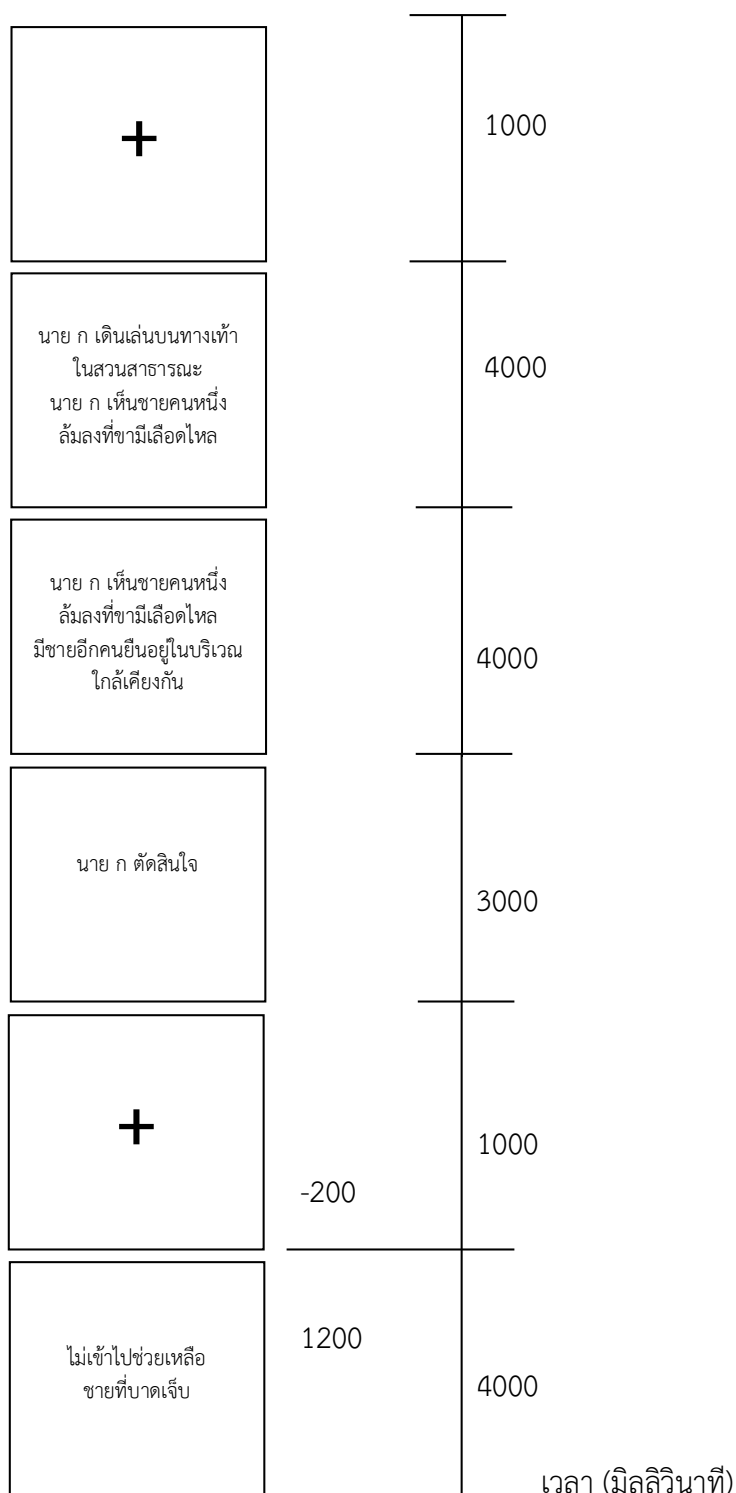 +
1000
นาย ก เดินเล่นบนทางเท้า
ในสวนสาธารณะ
นาย ก เห็นชายคนหนึ่ง
ล้มลงที่ขามีเลือดไหล
4000
นาย ก เห็นชายคนหนึ่ง
ล้มลงที่ขามีเลือดไหล
มีชายอีกคนยืนอยู่ในบริเวณ
ใกล้เคียงกัน
4000
นาย ก ตัดสินใจ
3000
+
1000
-200
1200
ไม่เข้าไปช่วยเหลือ
ชายที่บาดเจ็บ
4000
เวลา (มิลลิวินาที)